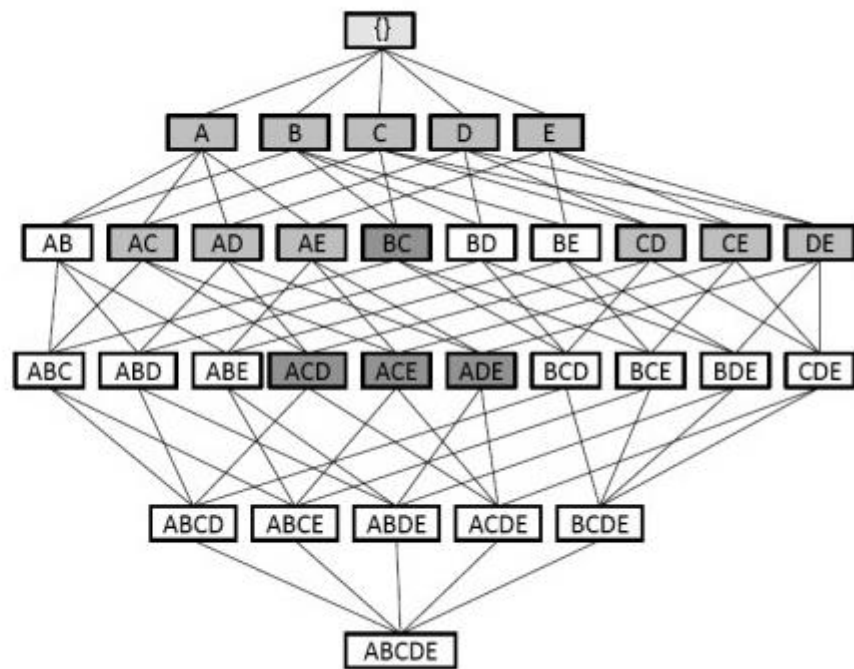 {}
A B C D E
AB AC AD AE BC BD BE CD CE DE
ABC ABD ABE ACD ACE ADE BCD BCE BDE CDE
ABCD ABCE ABDE ACDE BCDE
ABCDE